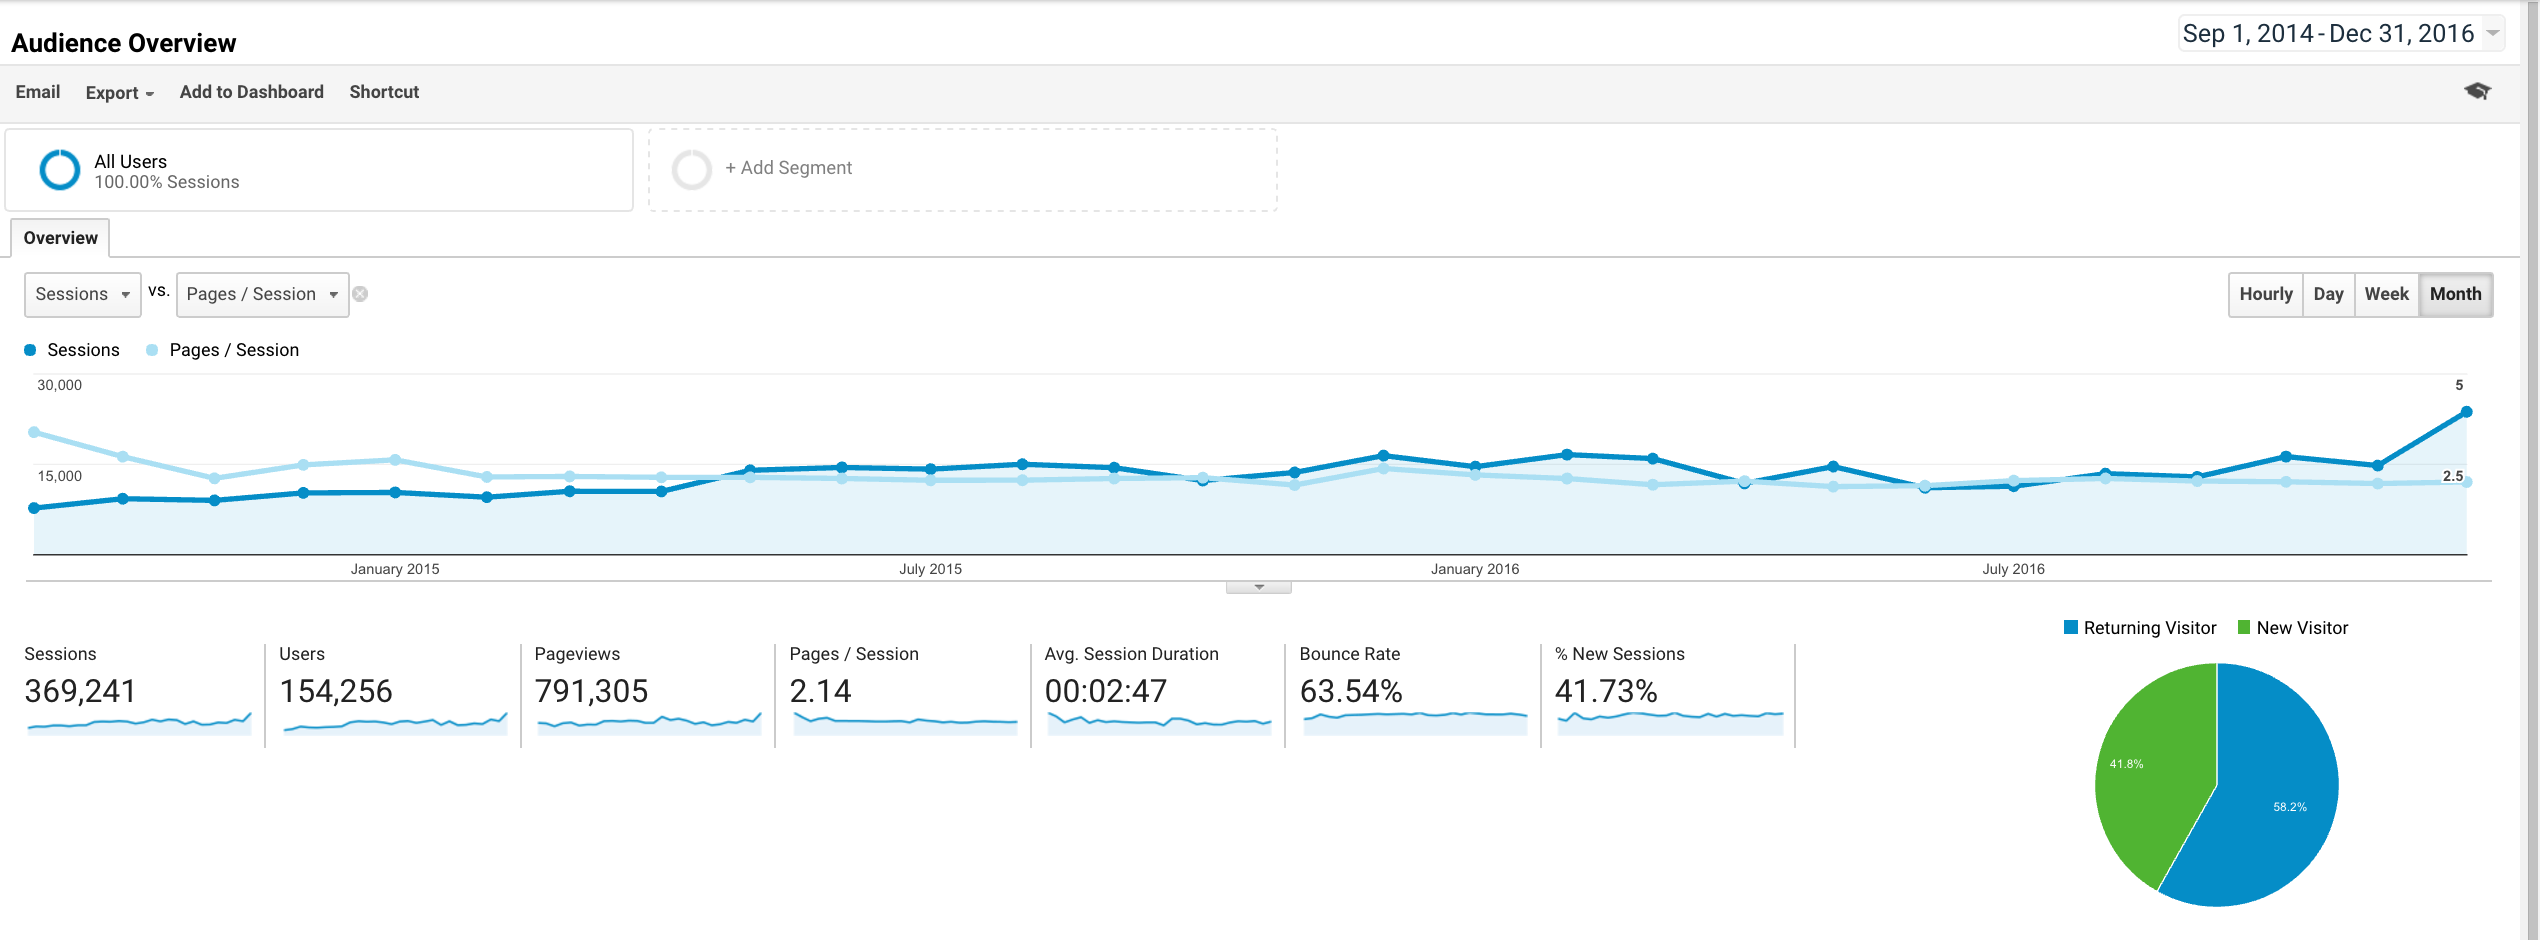 Audience Overview
Sep 1, 2014 - Dec 31, 2016
Email Export Add to Dashboard Shortcut
All Users
100.00% Sessions
+ Add Segment
Overview
Sessions vs. Pages / Session
Hourly Day Week Month
Sessions Pages / Session
30,000 5
15,000 2.5
January 2015 July 2015 January 2016 July 2016
Returning Visitor New Visitor
Sessions
369,241
Users
154,256
Pageviews
791,305
Pages / Session
2.14
Avg. Session Duration
00:02:47
Bounce Rate
63.54%
% New Sessions
41.73%
41.8%
58.2%